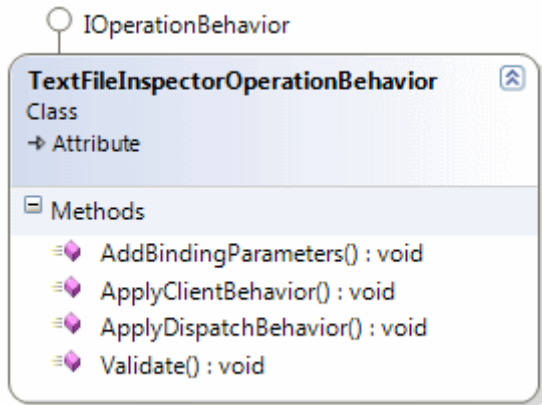 IOperationBehavior
TextFileInspectorOperationBehavior
Class
Attribute
Methods
AddBindingParameters() : void
ApplyClientBehavior() : void
ApplyDispatchBehavior() : void
Validate() : void